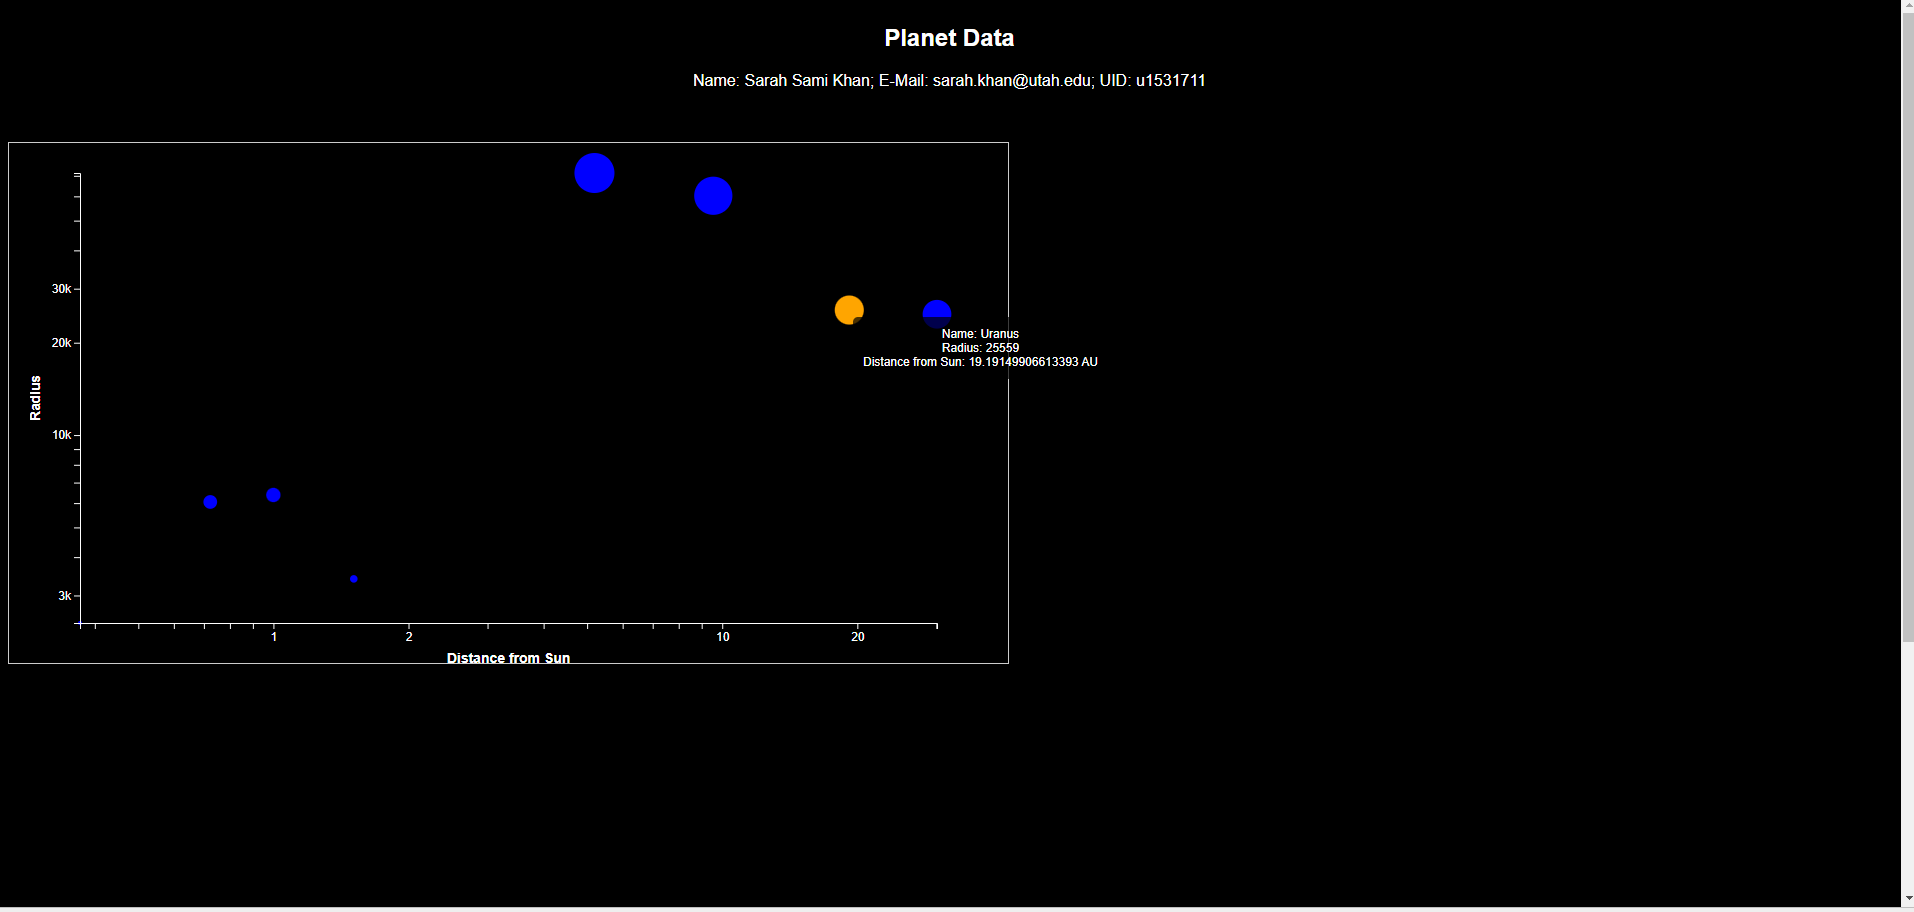 Planet Data
Name: Sarah Sami Khan; E-Mail: sarah.khan@utah.edu; UID: u1531711
30k
20k
10k
3k
Radius
Name: Uranus
Radius: 25559
Distance from Sun: 19.19149906613393 AU
1
2
10
20
Distance from Sun